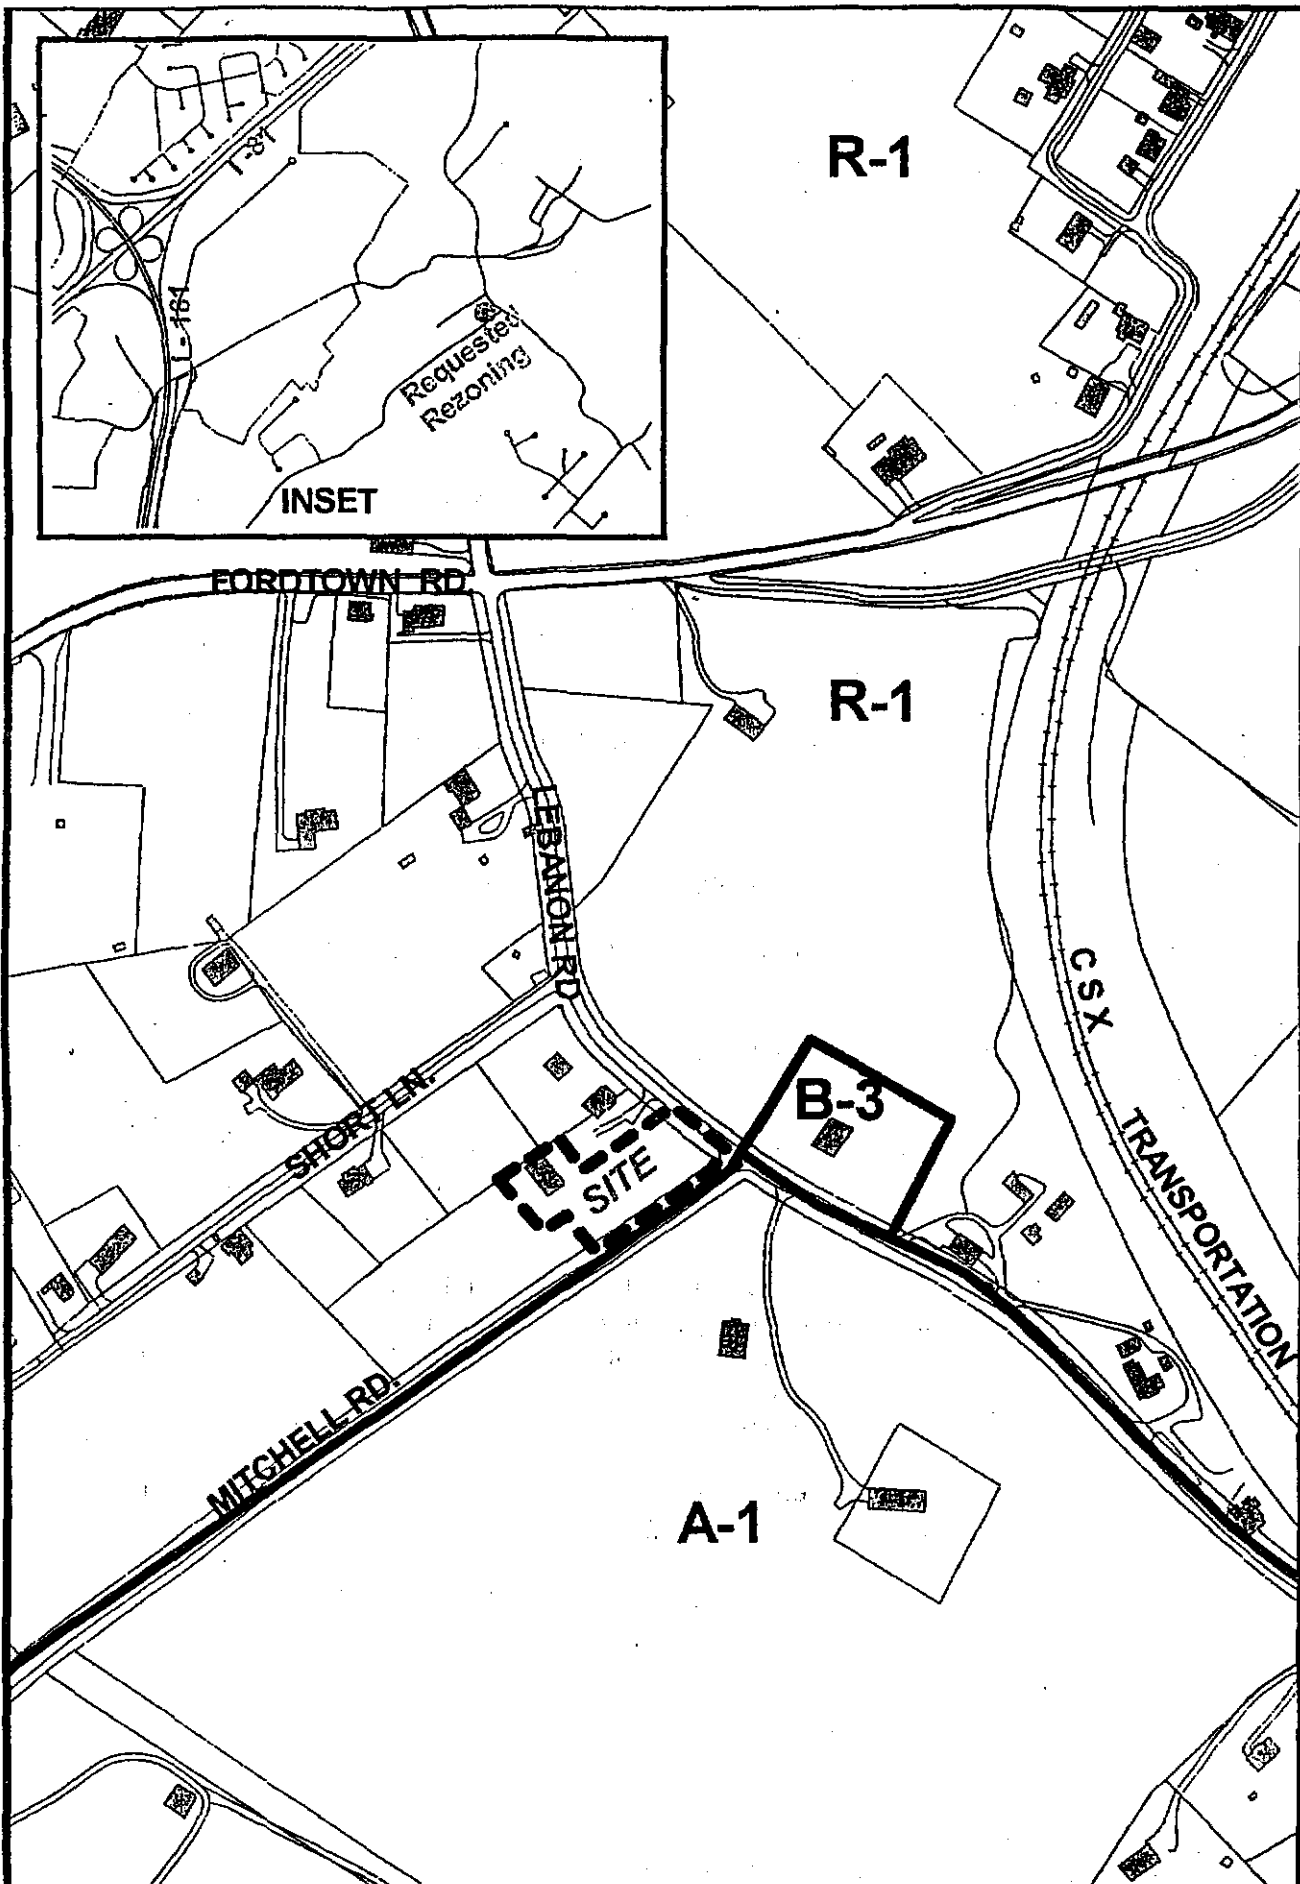 R-1
I-81
I-181
Requested
Rezoning
INSET
FORDTOWN RD
R-1
LEBANON RD
CSX TRANSPORTATION
B-3
SHORT LN.
SITE
MITCHELL RD.
A-1